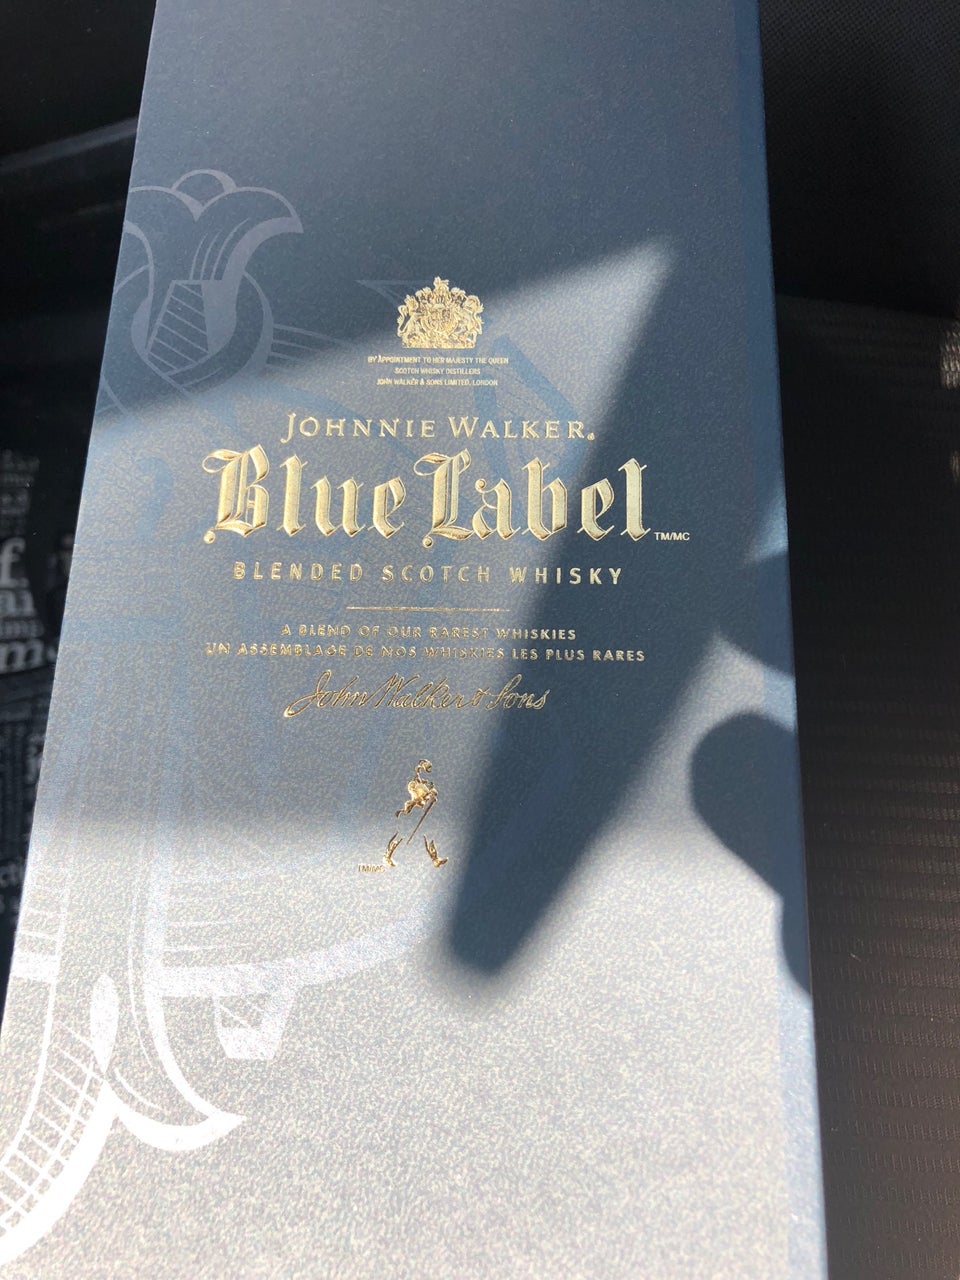 BY APPOINTMENT TO HER MAJESTY THE QUEEN
SCOTCH WHISKY DISTILLERS
JOHN WALKER & SONS LIMITED, LONDON
JOHNNIE WALKER®
Blue Label TM/MC
BLENDED SCOTCH WHISKY
A BLEND OF OUR RAREST WHISKIES
UN ASSEMBLAGE DE NOS WHISKIES LES PLUS RARES
John Walker & Sons
TM/MC